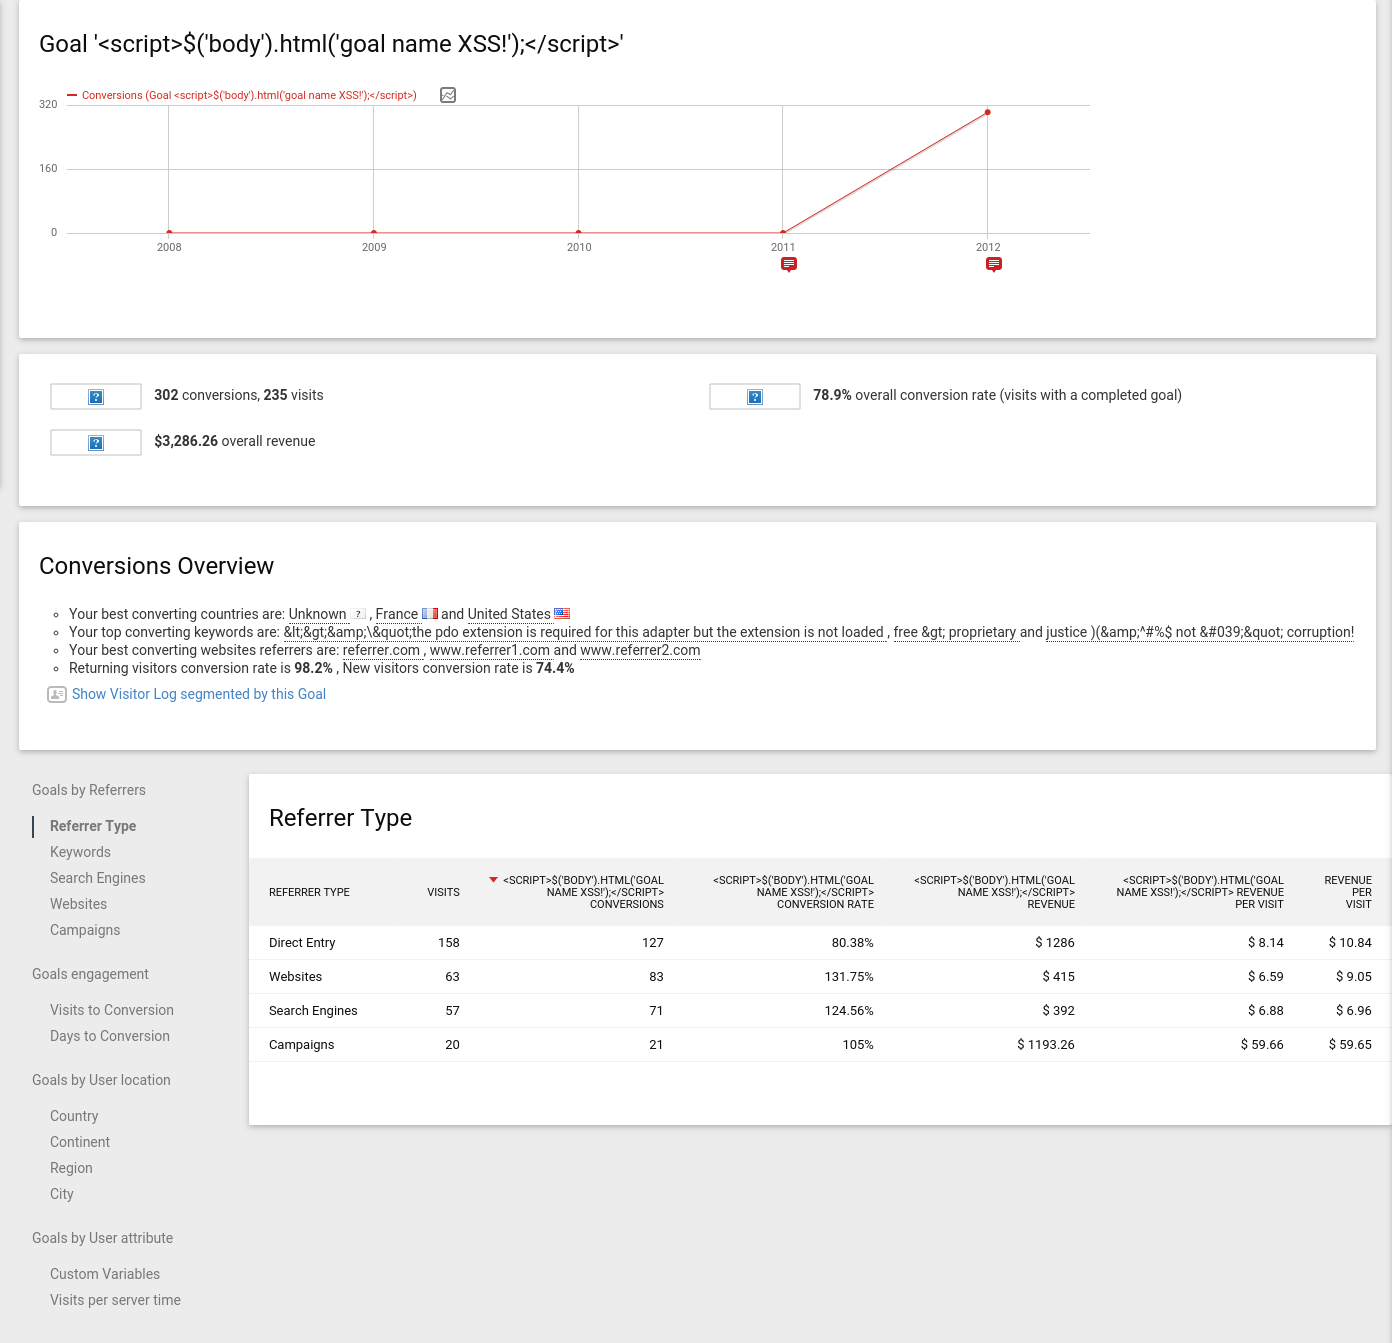 Goal '<script>$('body').html('goal name XSS!');</script>'
Conversions (Goal <script>$('body').html('goal name XSS!');</script>)
320
160
0
2008 2009 2010 2011 2012
302 conversions, 235 visits
78.9% overall conversion rate (visits with a completed goal)
$3,286.26 overall revenue
Conversions Overview
Your best converting countries are: Unknown , France and United States
Your top converting keywords are: &lt;&gt;&amp;\&quot;the pdo extension is required for this adapter but the extension is not loaded , free &gt; proprietary and justice )(&amp;^#%$ not &#039;&quot; corruption!
Your best converting websites referrers are: referrer.com , www.referrer1.com and www.referrer2.com
Returning visitors conversion rate is 98.2% , New visitors conversion rate is 74.4%
Show Visitor Log segmented by this Goal
Goals by Referrers
Referrer Type
Keywords
Search Engines
Websites
Campaigns
Goals engagement
Visits to Conversion
Days to Conversion
Goals by User location
Country
Continent
Region
City
Goals by User attribute
Custom Variables
Visits per server time
Referrer Type
REFERRER TYPE
VISITS
<SCRIPT>$('BODY').HTML('GOAL
NAME XSS!');</SCRIPT>
CONVERSIONS
<SCRIPT>$('BODY').HTML('GOAL
NAME XSS!');</SCRIPT>
CONVERSION RATE
<SCRIPT>$('BODY').HTML('GOAL
NAME XSS!');</SCRIPT>
REVENUE
<SCRIPT>$('BODY').HTML('GOAL
NAME XSS!');</SCRIPT> REVENUE
PER VISIT
REVENUE
PER
VISIT
Direct Entry 158 127 80.38% $ 1286 $ 8.14 $ 10.84
Websites 63 83 131.75% $ 415 $ 6.59 $ 9.05
Search Engines 57 71 124.56% $ 392 $ 6.88 $ 6.96
Campaigns 20 21 105% $ 1193.26 $ 59.66 $ 59.65